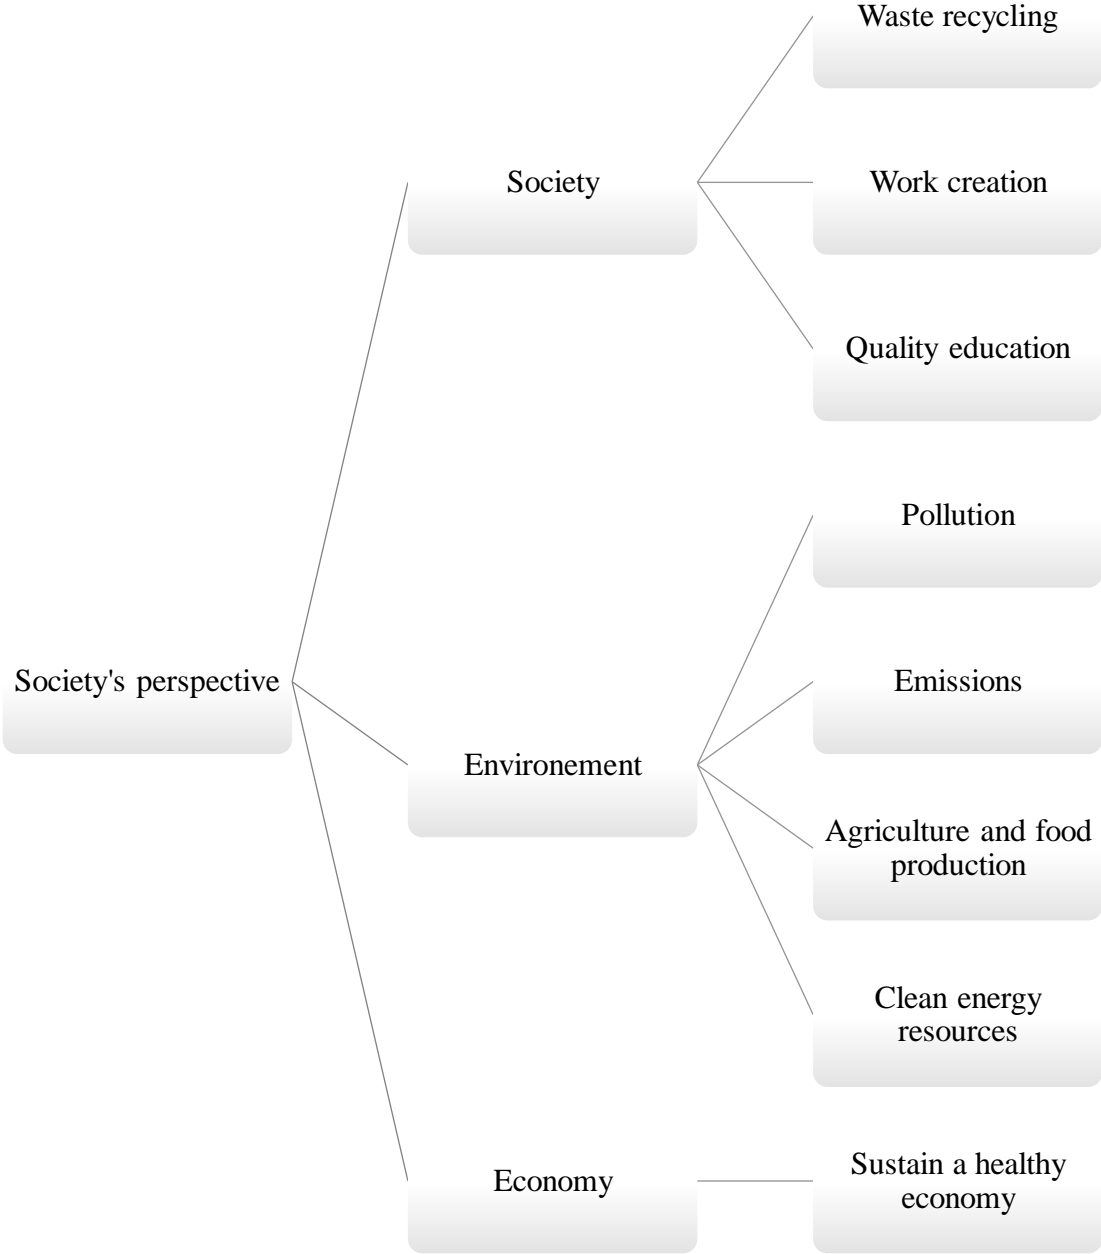 Waste recycling
Society
Work creation
Quality education
Pollution
Society's perspective
Emissions
Environement
Agriculture and food
production
Clean energy
resources
Economy
Sustain a healthy
economy